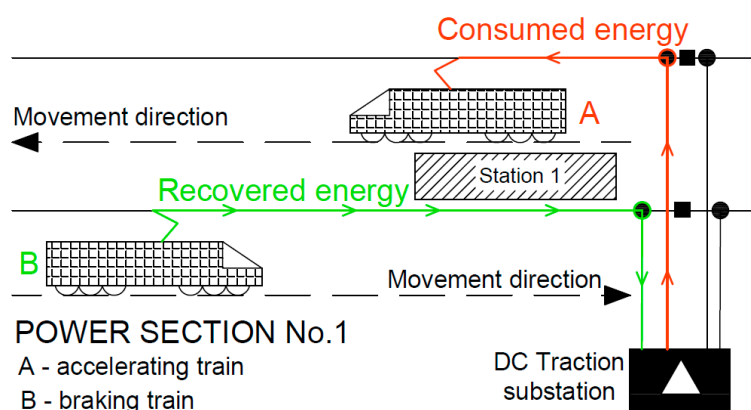 Consumed energy
Movement direction
A
Station 1
Recovered energy
B
Movement direction
POWER SECTION No.1
A - accelerating train
B - braking train
DC Traction
substation